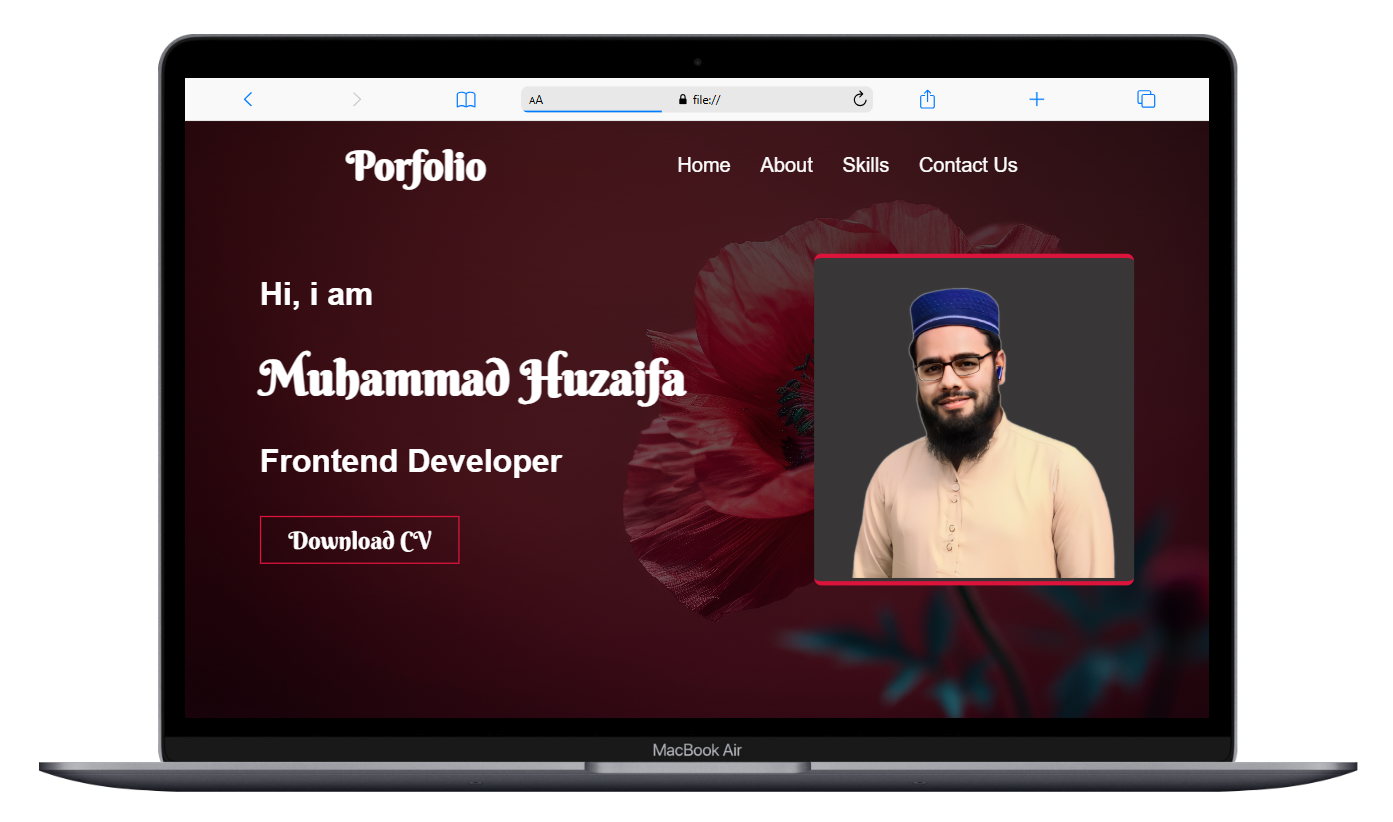 AA file://
Porfolio
Home About Skills Contact Us
Hi, i am
Muhammad Huzaifa
Frontend Developer
Download CV
MacBook Air